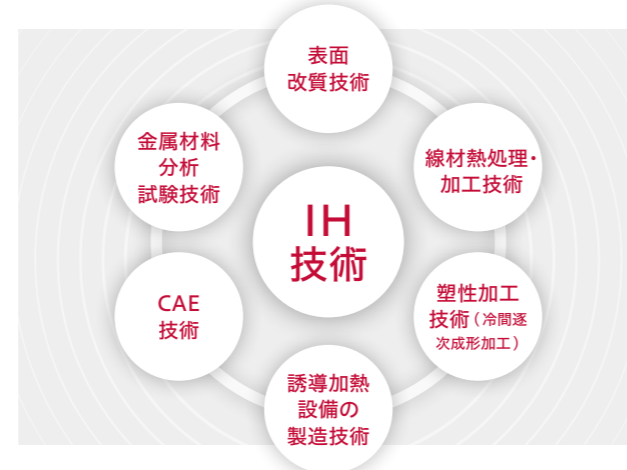 表面
改質技術
線材熱処理・
加工技術
塑性加工
技術（冷間逐
次成形加工）
誘導加熱
設備の
製造技術
CAE
技術
金属材料
分析
試験技術
IH
技術